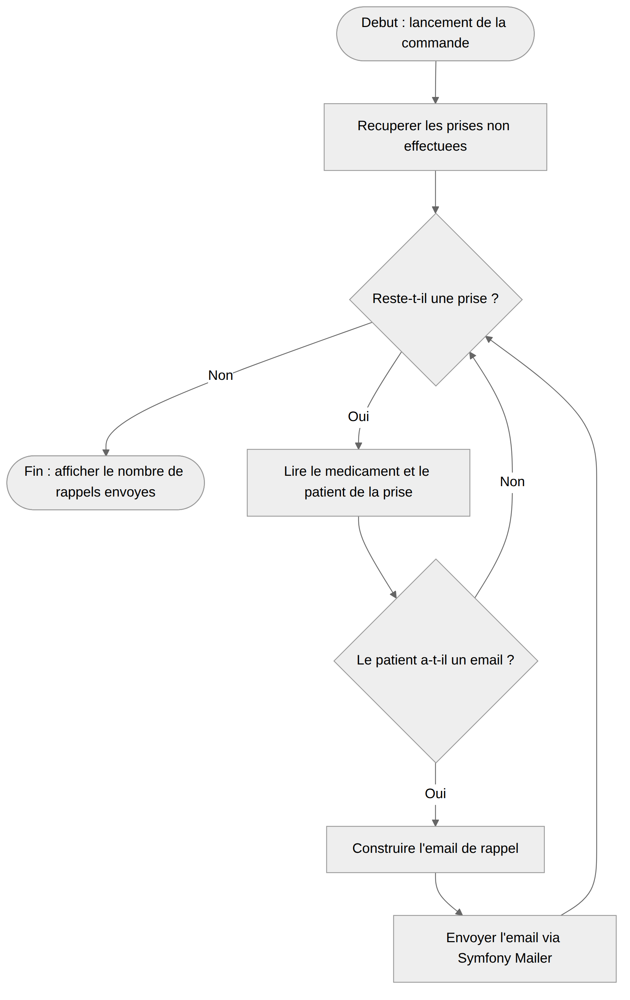 Debut : lancement de la
commande
Recuperer les prises non
effectuees
Reste-t-il une prise ?
Non
Oui
Fin : afficher le nombre de
rappels envoyes
Lire le medicament et le
patient de la prise
Non
Le patient a-t-il un email ?
Oui
Construire l'email de rappel
Envoyer l'email via
Symfony Mailer